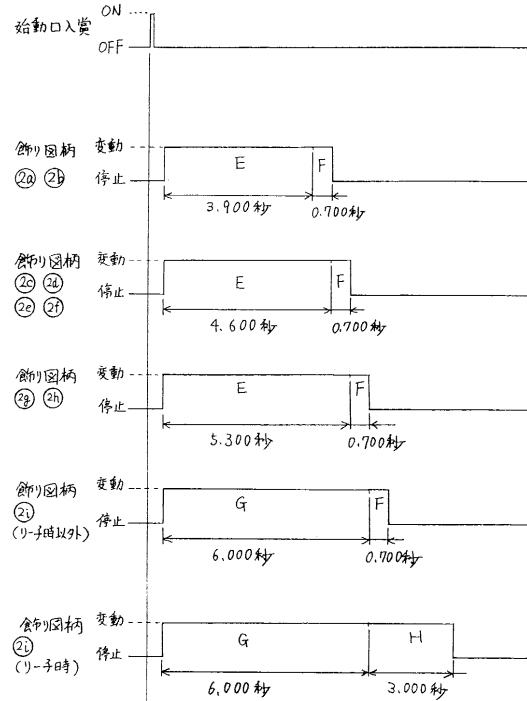 ON
始動口入賞
OFF
飾り図柄 変動
2a 2b 停止
E F
3.900秒 0.700秒
飾り図柄 変動
2c 2d 停止
2e 2f
E F
4.600秒 0.700秒
飾り図柄 変動
2g 2h 停止
E F
5.300秒 0.700秒
飾り図柄 変動
2i 停止
(リーチ時以外)
G F
6.000秒 0.700秒
飾り図柄 変動
2i 停止
(リーチ時)
G H
6.000秒 3.000秒